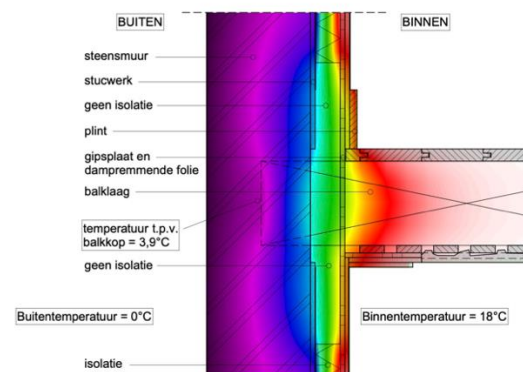 BUITEN
BINNEN
steensmuur
stucwerk
geen isolatie
plint
gipsplaat en
dampremmende folie
balklaag
temperatuur t.p.v.
balkkop = 3,9°C
geen isolatie
Buitentemperatuur = 0°C
Binnentemperatuur = 18°C
isolatie